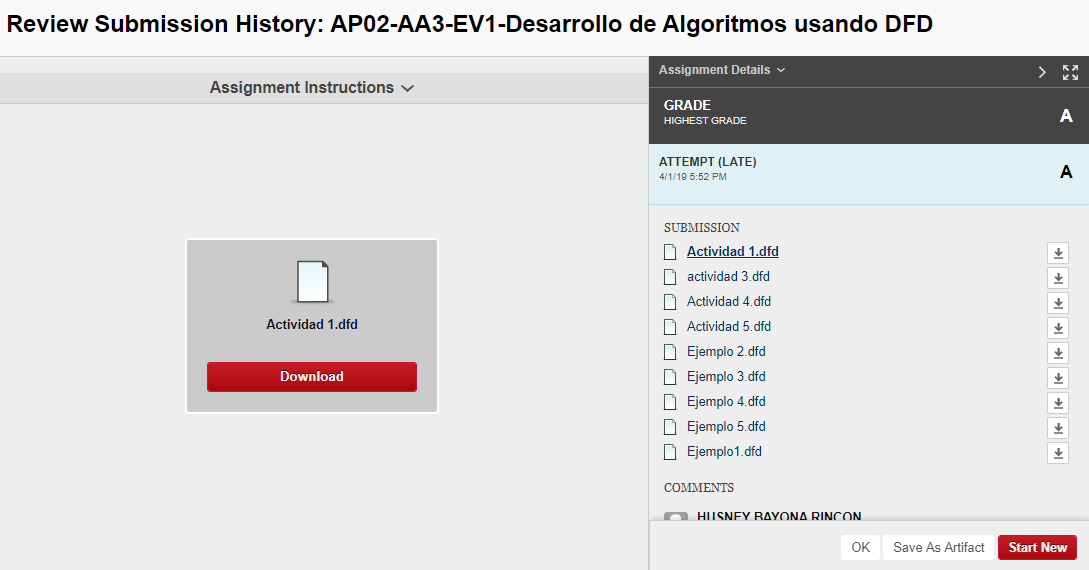 Review Submission History: AP02-AA3-EV1-Desarrollo de Algoritmos usando DFD
Assignment Instructions
Actividad 1.dfd
Download
Assignment Details
GRADE
HIGHEST GRADE
A
ATTEMPT (LATE)
4/1/19 5:52 PM
A
SUBMISSION
Actividad 1.dfd
actividad 3.dfd
Actividad 4.dfd
Actividad 5.dfd
Ejemplo 2.dfd
Ejemplo 3.dfd
Ejemplo 4.dfd
Ejemplo 5.dfd
Ejemplo1.dfd
COMMENTS
HUSNEY BAYONA RINCON
OK Save As Artifact Start New